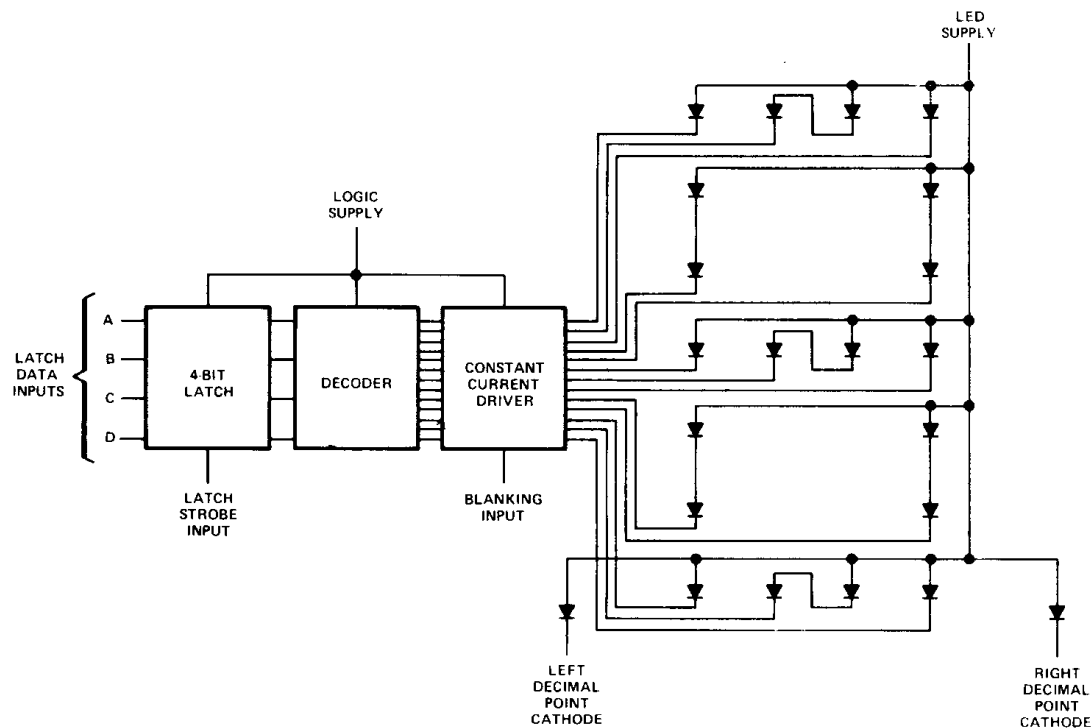 LED
SUPPLY
LOGIC
SUPPLY
LATCH
DATA
INPUTS
A
B
C
D
4-BIT
LATCH
DECODER
CONSTANT
CURRENT
DRIVER
LATCH
STROBE
INPUT
BLANKING
INPUT
LEFT
DECIMAL
POINT
CATHODE
RIGHT
DECIMAL
POINT
CATHODE